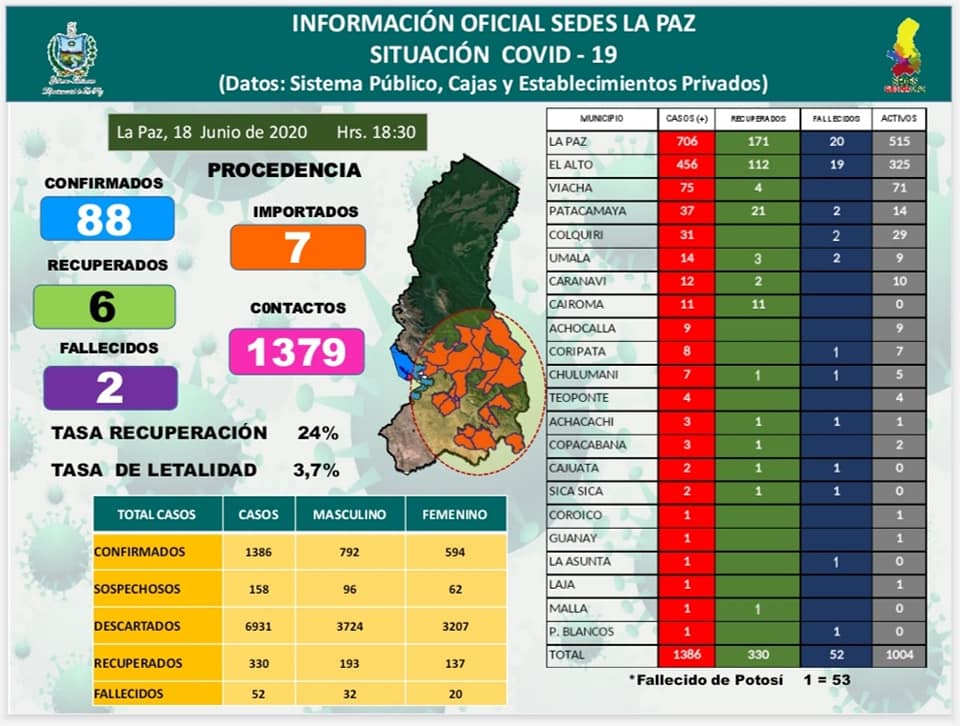 INFORMACIÓN OFICIAL SEDES LA PAZ
SITUACIÓN COVID - 19
(Datos: Sistema Público, Cajas y Establecimientos Privados)
La Paz, 18 Junio de 2020 Hrs. 18:30
CONFIRMADOS
88
RECUPERADOS
6
FALLECIDOS
2
PROCEDENCIA
IMPORTADOS
7
C0NTACTOS
1379
TASA RECUPERACIÓN 24%
TASA DE LETALIDAD 3,7%
TOTAL CASOS CASOS MASCULINO FEMENINO
CONFIRMADOS 1386 792 594
SOSPECHOSOS 158 96 62
DESCARTADOS 6931 3724 3207
RECUPERADOS 330 193 137
FALLECIDOS 52 32 20
MUNICIPIO CASOS (+) RECUPERADOS FALLECIDOS ACTIVOS
LA PAZ 706 171 20 515
EL ALTO 456 112 19 325
VIACHA 75 4 71
PATACAMAYA 37 21 2 14
COLQUIRI 31 2 29
UMALA 14 3 2 9
CARANAVI 12 2 10
CAIROMA 11 11 0
ACHOCALLA 9 9
CORIPATA 8 1 7
CHULUMANI 7 1 1 5
TEOPONTE 4 4
ACHACACHI 3 1 1 1
COPACABANA 3 1 2
CAJUATA 2 1 1 0
SICA SICA 2 1 1 0
COROICO 1 1
GUANAY 1 1
LA ASUNTA 1 1 0
LAJA 1 1
MALLA 1 1 0
P. BLANCOS 1 1 0
TOTAL 1386 330 52 1004
*Fallecido de Potosí 1 = 53